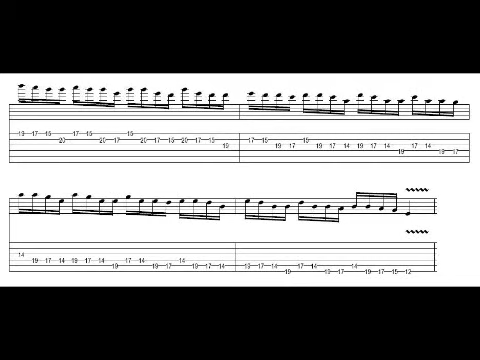 19 17 15 17 15 15
20 20 17 20 17 15 20 17 15 17 15 15
19 19 17 19 17 14 19 17 14 17 14
19 19 17
14
19 17 14 19 17 14 17 14 14
19 19 17 19 17 14 19 17 14 17 14 14
19 19 17 19 17 15 12